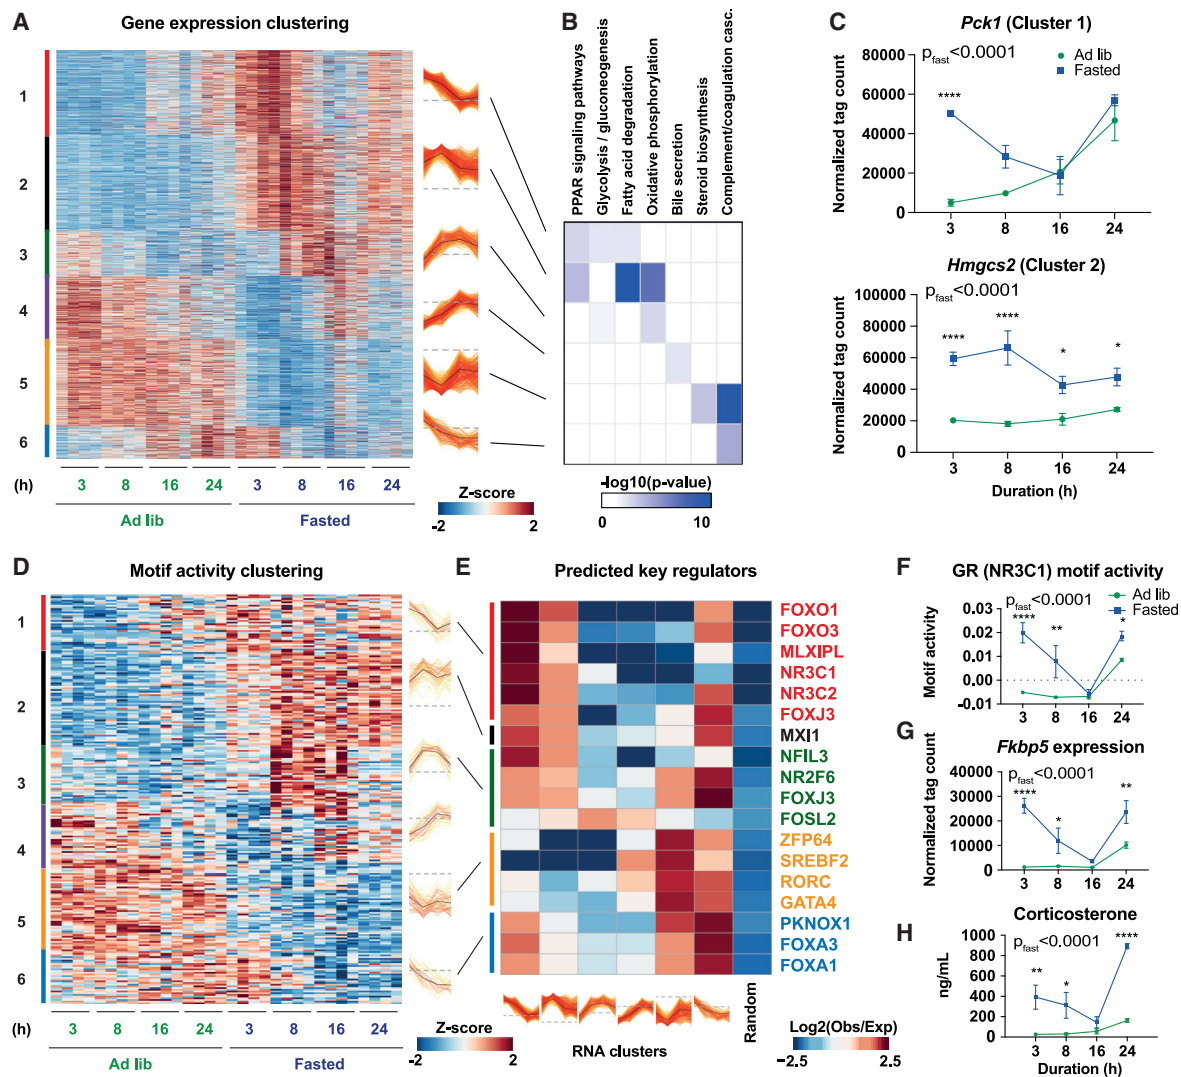 A
Gene expression clustering
1
2
3
4
5
6
(h)
3
8
16
24
3
8
16
24
Ad lib
Fasted
Z-score
-2
2
B
PPAR signaling pathways
Glycolysis / gluconeogenesis
Fatty acid degradation
Oxidative phosphorylation
Bile secretion
Steroid biosynthesis
Complement/coagulation casc.
-log10(p-value)
0
10
C
Pck1 (Cluster 1)
pfast<0.0001
Ad lib
Fasted
****
Normalized tag count
80000
60000
40000
20000
0
3
8
16
24
Hmgcs2 (Cluster 2)
pfast<0.0001
****
****
*
*
Normalized tag count
100000
80000
60000
40000
20000
0
3
8
16
24
Duration (h)
D
Motif activity clustering
1
2
3
4
5
6
(h)
3
8
16
24
3
8
16
24
Ad lib
Fasted
Z-score
-2
2
E
Predicted key regulators
FOXO1
FOXO3
MLXIPL
NR3C1
NR3C2
FOXJ3
MXI1
NFIL3
NR2F6
FOXJ3
FOSL2
ZFP64
SREBF2
RORC
GATA4
PKNOX1
FOXA3
FOXA1
Random
RNA clusters
Log2(Obs/Exp)
-2.5
2.5
F
GR (NR3C1) motif activity
Ad lib
Fasted
pfast<0.0001
****
**
*
Motif activity
0.03
0.02
0.01
0.00
-0.01
3
8
16
24
G
Fkbp5 expression
pfast<0.0001
****
*
**
Normalized tag count
40000
30000
20000
10000
0
3
8
16
24
H
Corticosterone
pfast<0.0001
**
*
****
ng/mL
1000
800
600
400
200
0
3
8
16
24
Duration (h)